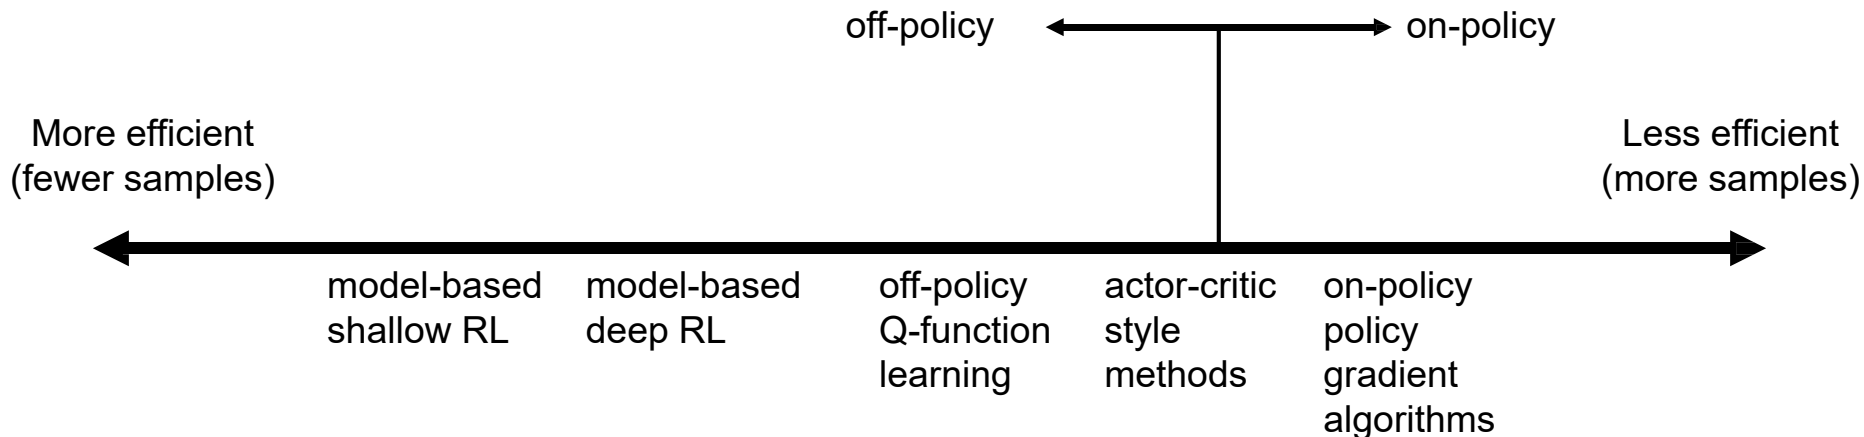 off-policy
on-policy
More efficient
(fewer samples)
Less efficient
(more samples)
model-based
shallow RL
model-based
deep RL
off-policy
Q-function
learning
actor-critic
style
methods
on-policy
policy
gradient
algorithms